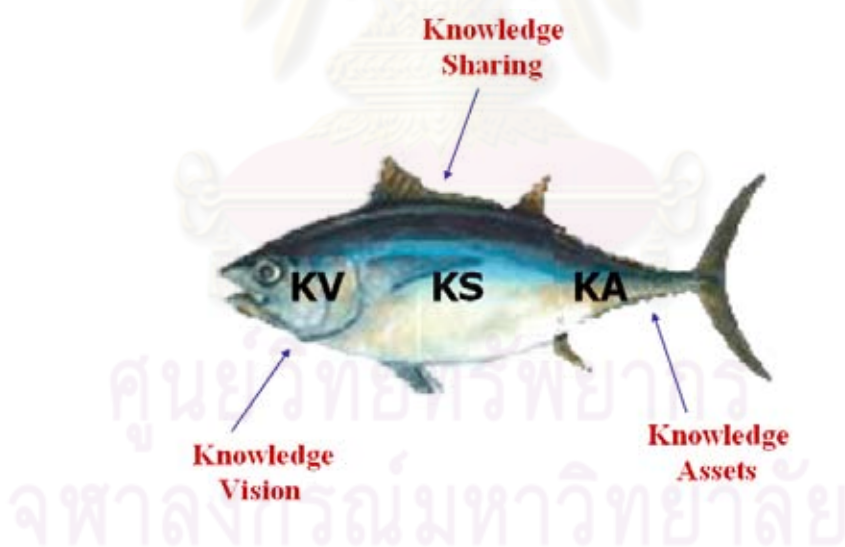 Knowledge
Sharing
KV KS KA
Knowledge
Vision
Knowledge
Assets
ศูนย์วิทยทรัพยากร
จุฬาลงกรณ์มหาวิทยาลัย